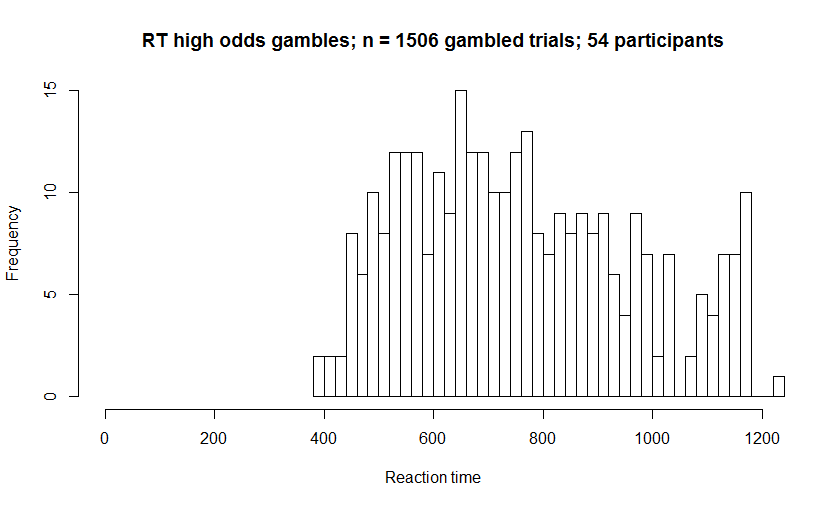 RT high odds gambles; n = 1506 gambled trials; 54 participants
15
10
5
0
Frequency
0 200 400 600 800 1000 1200
Reaction time